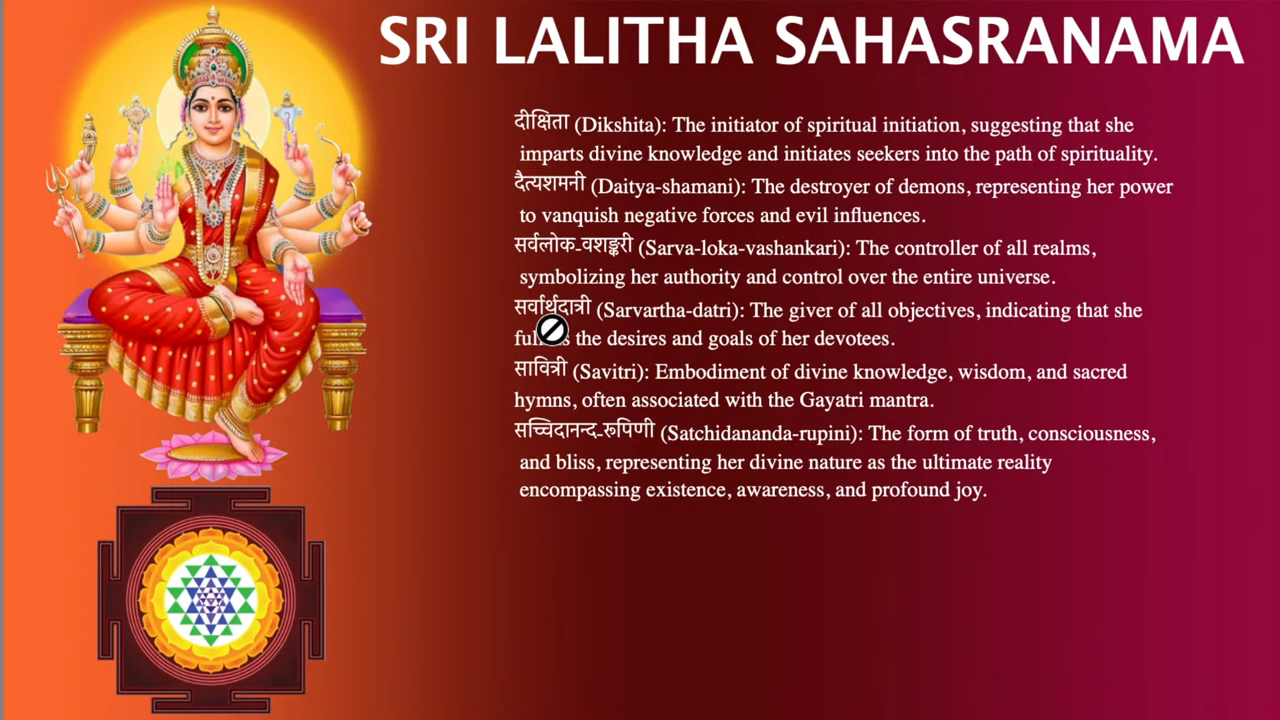 SRI LALITHA SAHASRANAMA
दीक्षिता (Dikshita): The initiator of spiritual initiation, suggesting that she
imparts divine knowledge and initiates seekers into the path of spirituality.
दैत्यशमनी (Daitya-shamani): The destroyer of demons, representing her power
to vanquish negative forces and evil influences.
सर्वलोक-वशङ्करी (Sarva-loka-vashankari): The controller of all realms,
symbolizing her authority and control over the entire universe.
सर्वार्थदात्री (Sarvartha-datri): The giver of all objectives, indicating that she
the desires and goals of her devotees.
सावित्री (Savitri): Embodiment of divine knowledge, wisdom, and sacred
hymns, often associated with the Gayatri mantra.
सच्चिदानन्द-रूपिणी (Satchidananda-rupini): The form of truth, consciousness,
and bliss, representing her divine nature as the ultimate reality
encompassing existence, awareness, and profound joy.